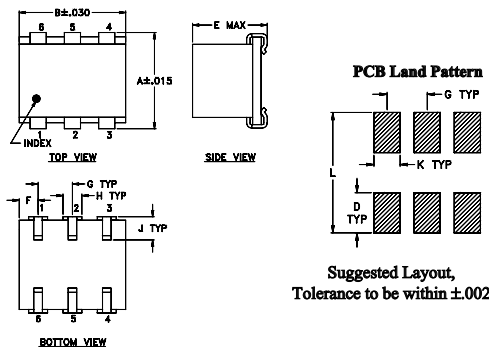 B±.030
6 5 4
A±.015
1 2 3
INDEX
TOP VIEW
E MAX
SIDE VIEW
PCB Land Pattern
G TYP
K TYP
L
D
TYP
Suggested Layout,
Tolerance to be within ±.002
G TYP
H TYP
F
1 2 3
J TYP
6 5 4
BOTTOM VIEW